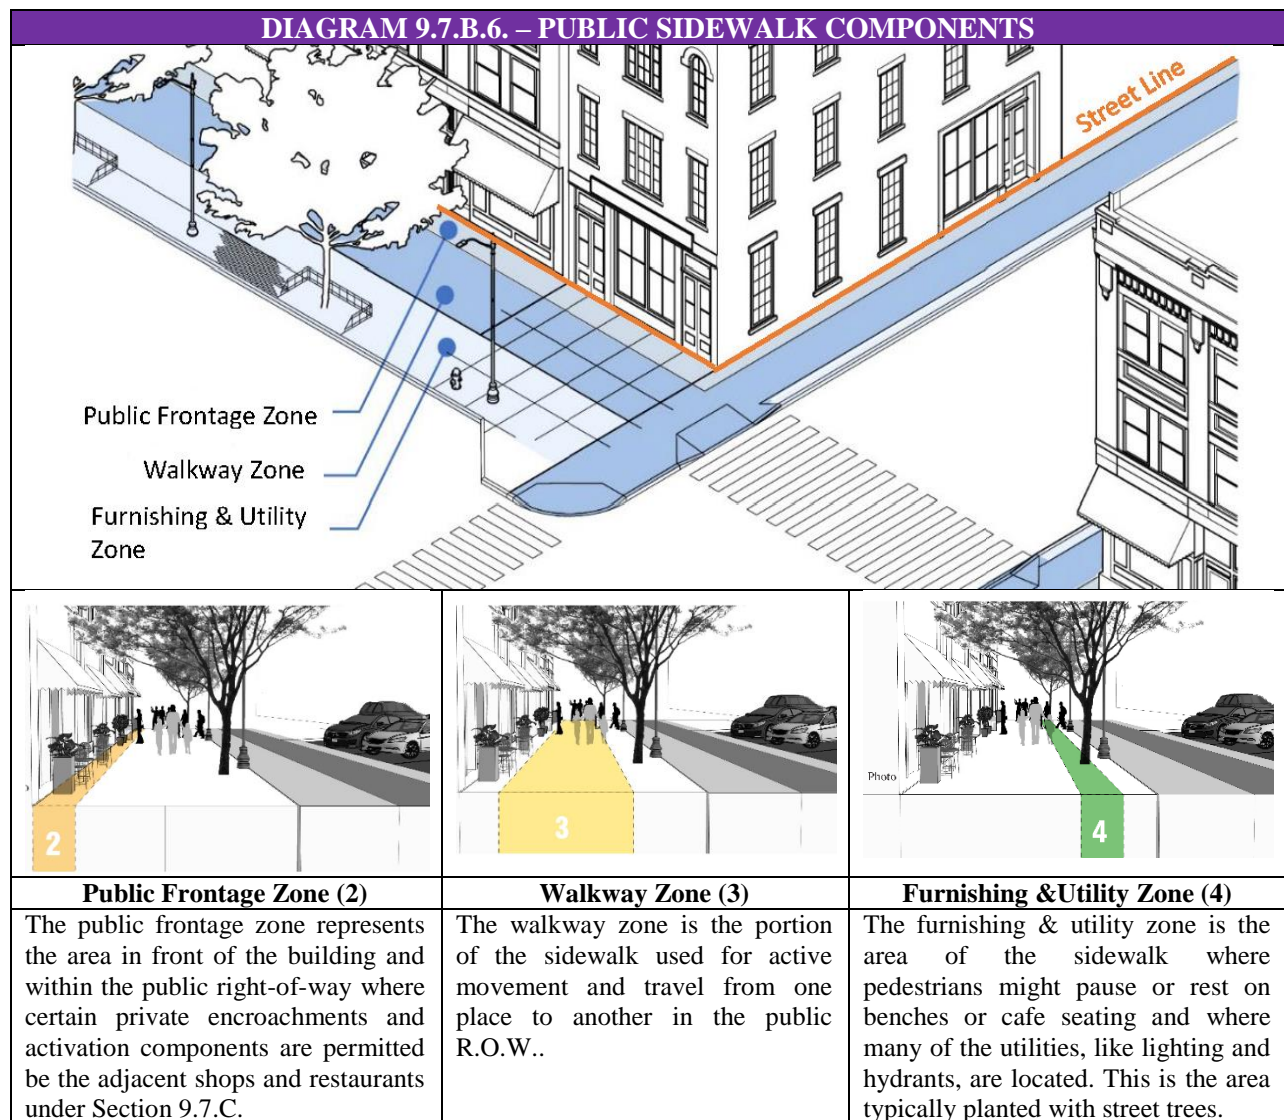 DIAGRAM 9.7.B.6. – PUBLIC SIDEWALK COMPONENTS
Street Line
Public Frontage Zone
Walkway Zone
Furnishing & Utility
Zone
2
3
Photo
4
Public Frontage Zone (2)
The public frontage zone represents
the area in front of the building and
within the public right-of-way where
certain private encroachments and
activation components are permitted
be the adjacent shops and restaurants
under Section 9.7.C.
Walkway Zone (3)
The walkway zone is the portion
of the sidewalk used for active
movement and travel from one
place to another in the public
R.O.W..
Furnishing &Utility Zone (4)
The furnishing & utility zone is the
area of the sidewalk where
pedestrians might pause or rest on
benches or cafe seating and where
many of the utilities, like lighting and
hydrants, are located. This is the area
typically planted with street trees.